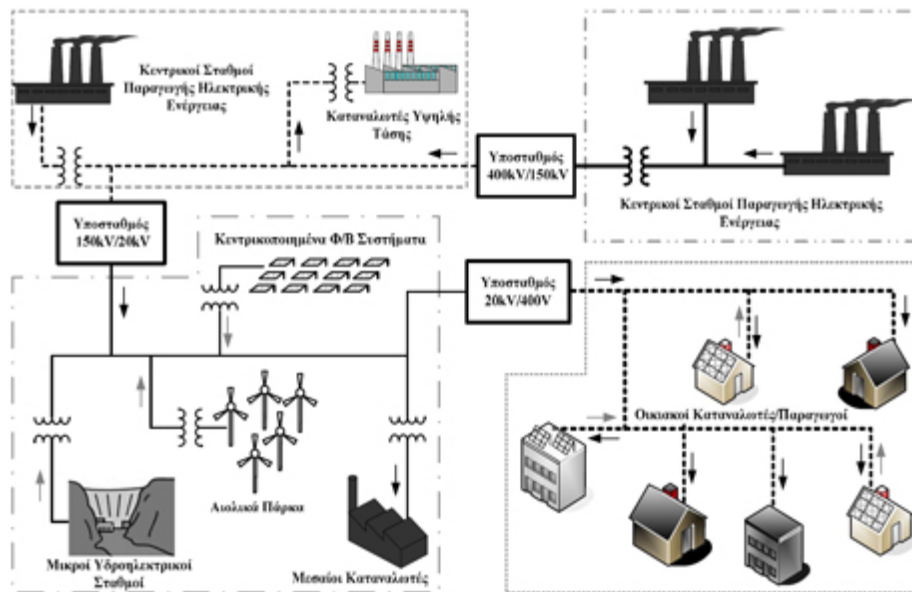 Κεντρικοί Σταθμοί
Παραγωγής Ηλεκτρικής
Ενέργειας
Καταναλωτές Υψηλής
Τάσης
Υποσταθμός
400kV/150kV
Κεντρικοί Σταθμοί Παραγωγής Ηλεκτρικής
Ενέργειας
Υποσταθμός
150kV/20kV
Κεντρικοποιημένα Φ/Β Συστήματα
Υποσταθμός
20kV/400V
Οικιακοί Καταναλωτές/Παραγωγοί
Αιολικά Πάρκα
Μικροί Υδροηλεκτρικοί
Σταθμοί
Μεσαίοι Καταναλωτές